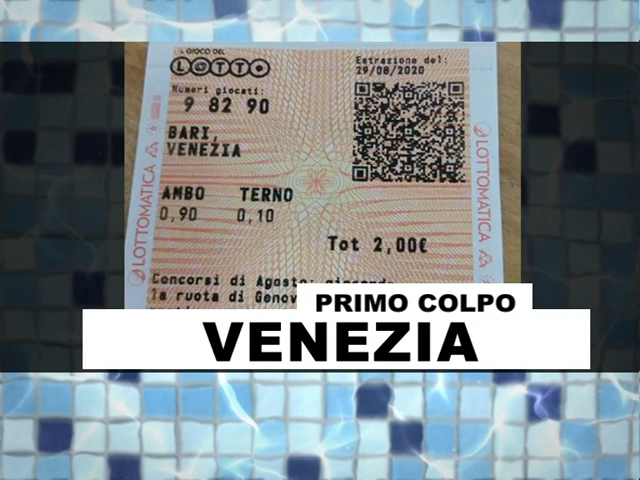 IL GIOCO DEL
LOTTO
Estrazione del:
29/08/2020
Numeri giocati:
9 82 90
BARI,
VENEZIA
AMBO TERNO
0,90 0,10
Tot 2,00€
Concorsi di Agosto:
la ruota di Genov
LOTTOMATICA
LOTTOMATICA
PRIMO COLPO
VENEZIA